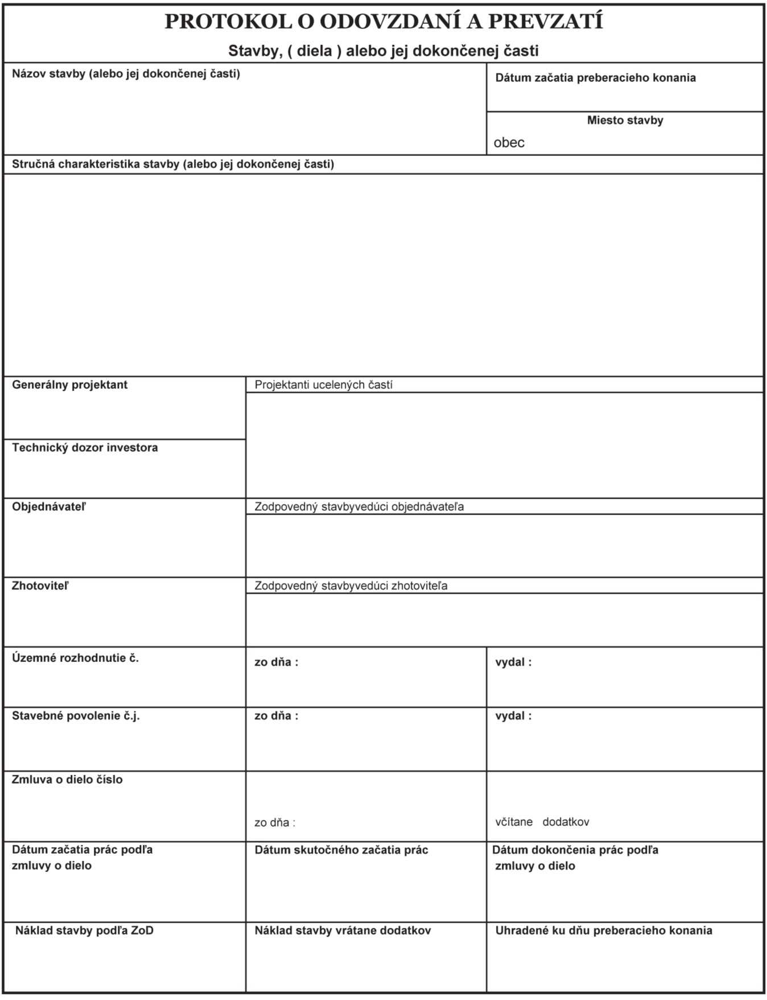 PROTOKOL O ODOVZDANÍ A PREVZATÍ
Stavby, ( diela ) alebo jej dokončenej časti
Názov stavby (alebo jej dokončenej časti)
Dátum začatia preberacieho konania
Miesto stavby
obec
Stručná charakteristika stavby (alebo jej dokončenej časti)
Generálny projektant
Projektanti ucelených častí
Technický dozor investora
Objednávateľ
Zodpovedný stavbyvedúci objednávateľa
Zhotoviteľ
Zodpovedný stavbyvedúci zhotoviteľa
Územné rozhodnutie č.
zo dňa :
vydal :
Stavebné povolenie č.j.
zo dňa :
vydal :
Zmluva o dielo číslo
zo dňa :
včítane dodatkov
Dátum začatia prác podľa
zmluvy o dielo
Dátum skutočného začatia prác
Dátum dokončenia prác podľa
zmluvy o dielo
Náklad stavby podľa ZoD
Náklad stavby vrátane dodatkov
Uhradené ku dňu preberacieho konania